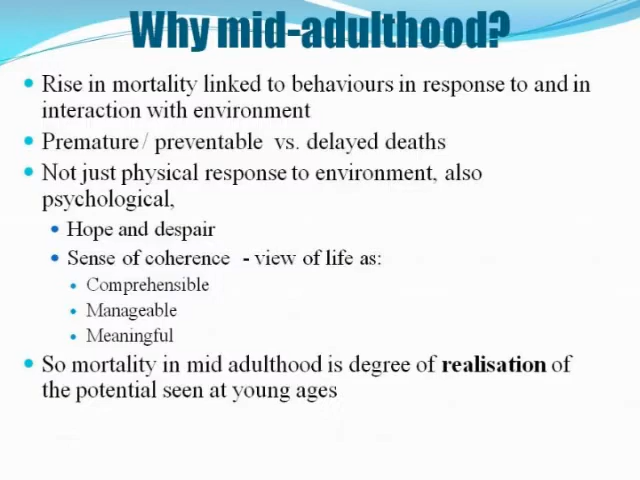 Why mid-adulthood?
• Rise in mortality linked to behaviours in response to and in
interaction with environment
• Premature / preventable vs. delayed deaths
• Not just physical response to environment, also
psychological,
• Hope and despair
• Sense of coherence - view of life as:
• Comprehensible
• Manageable
• Meaningful
• So mortality in mid adulthood is degree of realisation of
the potential seen at young ages